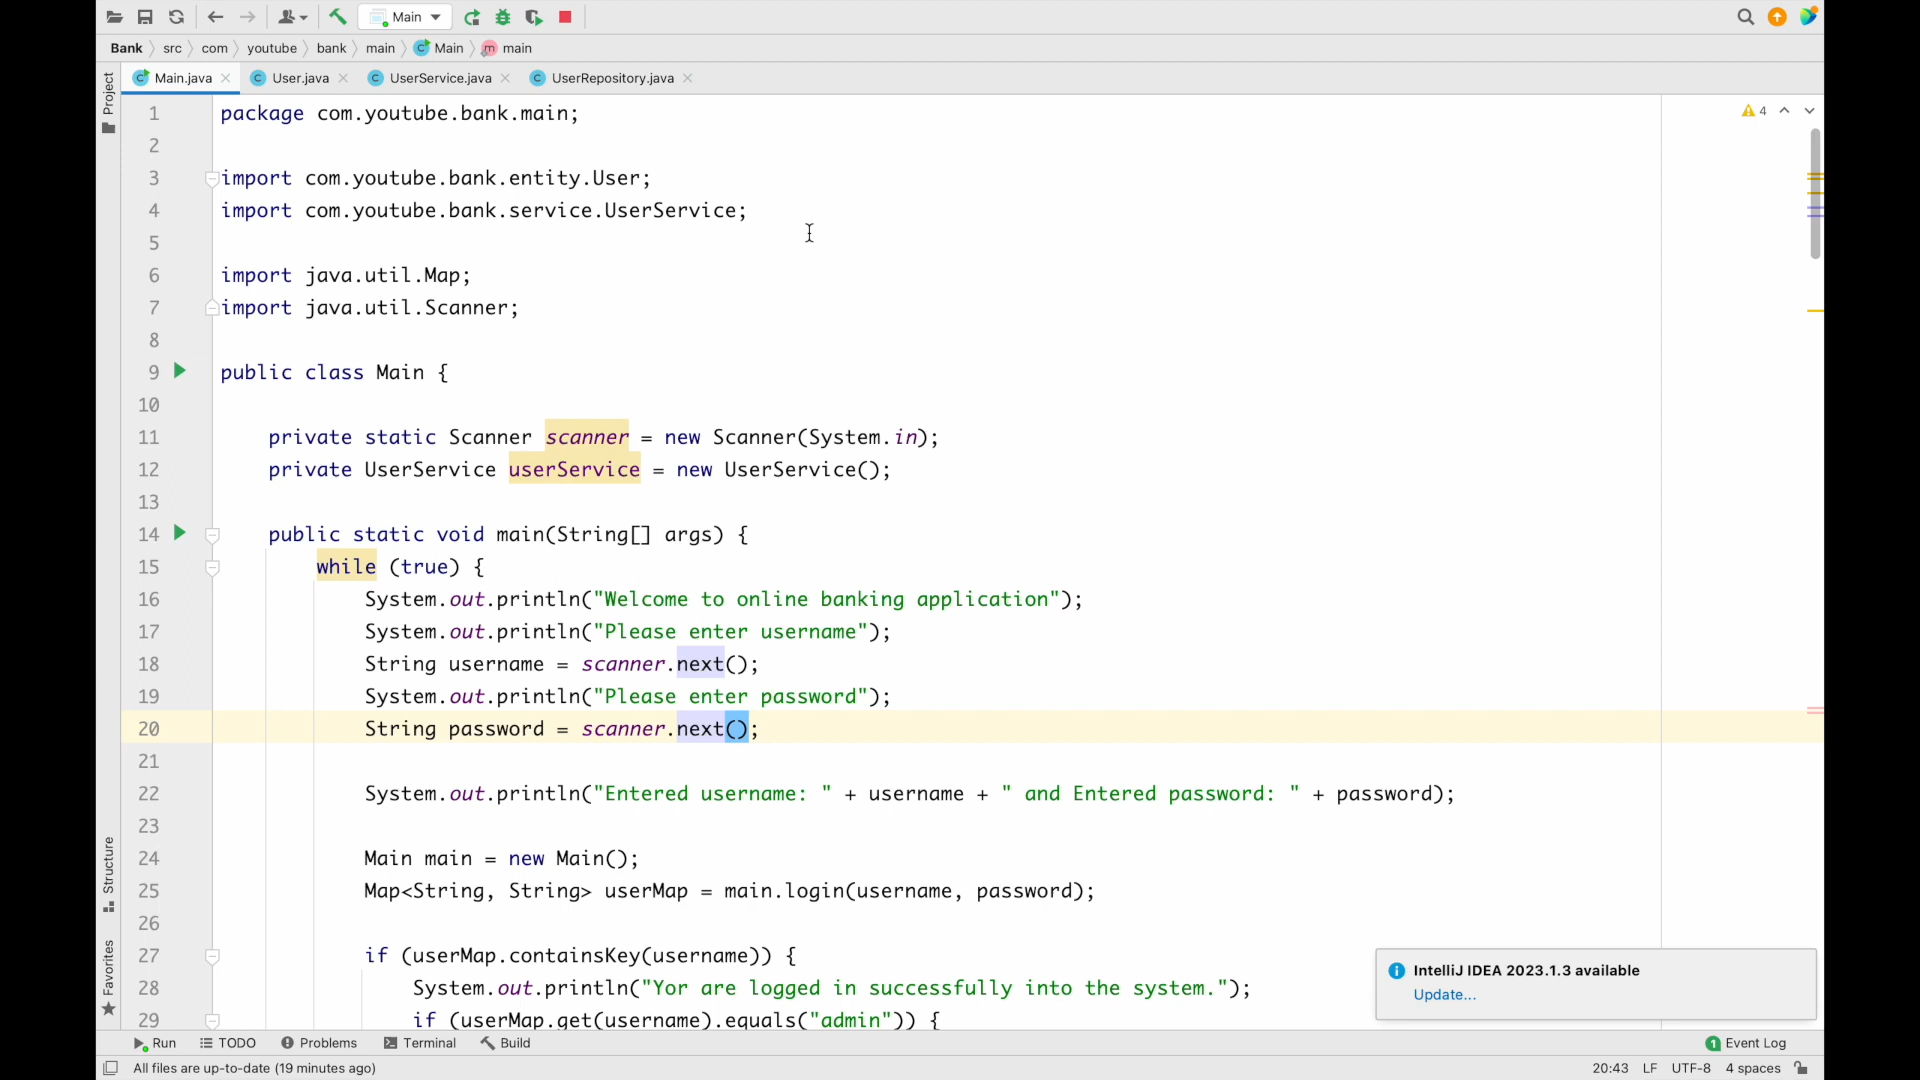 Main
Bank src com youtube bank main Main main
Main.java User.java UserService.java UserRepository.java
Project
4
1 package com.youtube.bank.main;
2
3 import com.youtube.bank.entity.User;
4 import com.youtube.bank.service.UserService;
5
6 import java.util.Map;
7 import java.util.Scanner;
8
9 public class Main {
10
11 private static Scanner scanner = new Scanner(System.in);
12 private UserService userService = new UserService();
13
14 public static void main(String[] args) {
15 while (true) {
16 System.out.println("Welcome to online banking application");
17 System.out.println("Please enter username");
18 String username = scanner.next();
19 System.out.println("Please enter password");
20 String password = scanner.next();
21
22 System.out.println("Entered username: " + username + " and Entered password: " + password);
23
24 Main main = new Main();
25 Map<String, String> userMap = main.login(username, password);
26
27 if (userMap.containsKey(username)) {
28 System.out.println("Yor are logged in successfully into the system.");
29 if (userMap.get(username).equals("admin")) {
Structure
Favorites
IntelliJ IDEA 2023.1.3 available
Update...
Run TODO Problems Terminal Build 1 Event Log
All files are up-to-date (19 minutes ago) 20:43 LF UTF-8 4 spaces